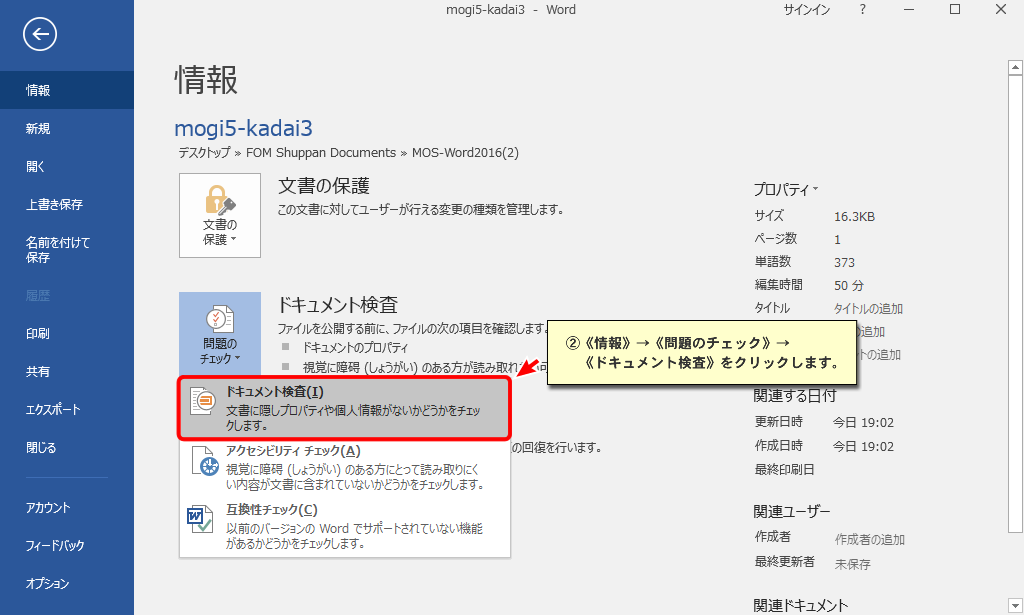 mogi5-kadai3 - Word
サインイン
?
情報
新規
開く
上書き保存
名前を付けて
保存
履歴
印刷
共有
エクスポート
閉じる
アカウント
フィードバック
オプション
情報
mogi5-kadai3
デスクトップ » FOM Shuppan Documents » MOS-Word2016(2)
文書の
保護
文書の保護
この文書に対してユーザーが行える変更の種類を管理します。
問題の
チェック
ドキュメント検査
ファイルを公開する前に、ファイルの次の項目を確認します。
ドキュメントのプロパティ
視覚に障碍 (しょうがい) のある方が読み取れ
ドキュメント検査(I)
文書に隠しプロパティや個人情報がないかどうかをチェッ
クします。
アクセシビリティ チェック(A)
視覚に障碍 (しょうがい) のある方にとって読み取りにく
い内容が文書に含まれていないかどうかをチェックします。
互換性チェック(C)
以前のバージョンの Word でサポートされていない機能
があるかどうかをチェックします。
の回復を行います。
②《情報》→《問題のチェック》→
《ドキュメント検査》をクリックします。
プロパティ
サイズ 16.3KB
ページ数 1
単語数 373
編集時間 50 分
タイトル タイトルの追加
の追加
トの追加
関連する日付
更新日時 今日 19:02
作成日時 今日 19:02
最終印刷日
関連ユーザー
作成者 作成者の追加
最終更新者 未保存
関連ドキュメント